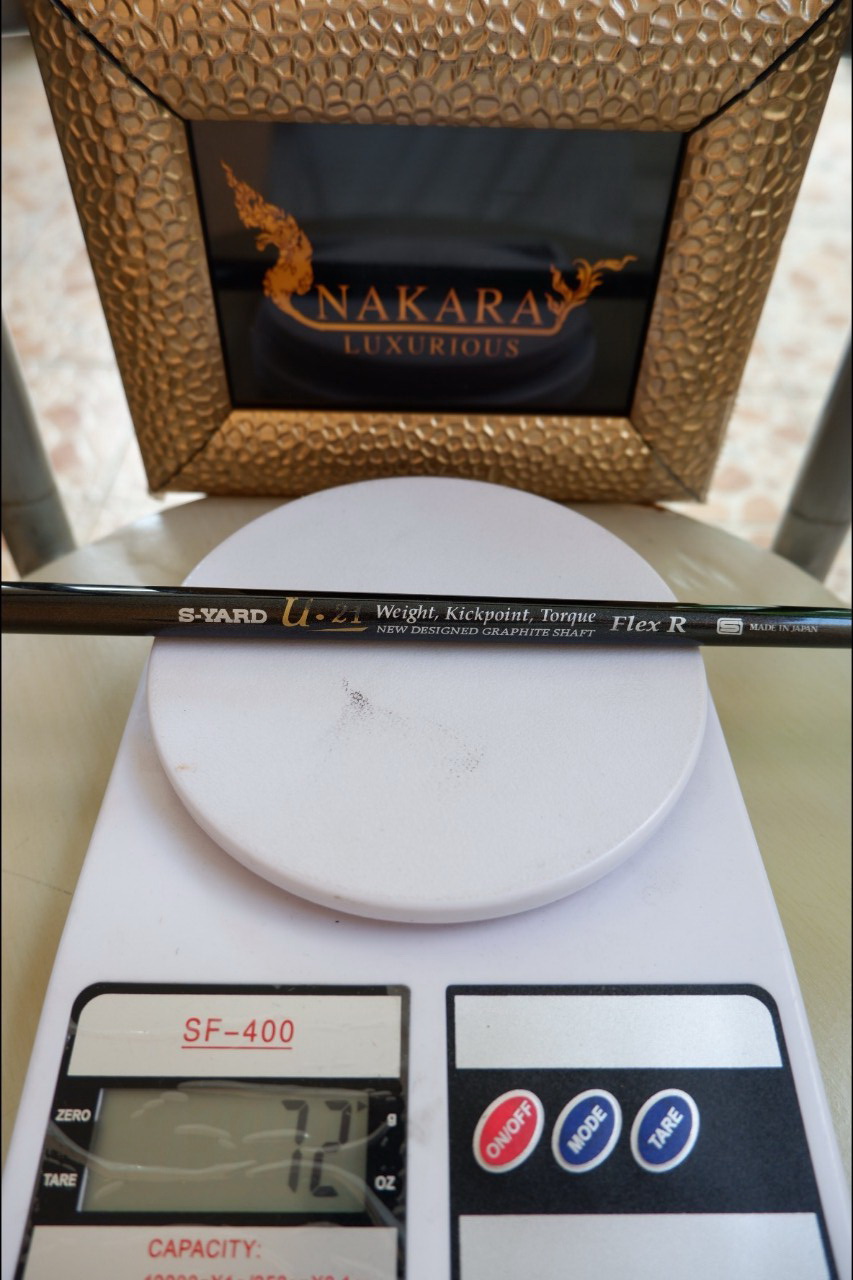 NAKARA
LUXURIOUS
S-YARD U·21 Weight, Kickpoint, Torque Flex R S MADE IN JAPAN
NEW DESIGNED GRAPHITE SHAFT
SF-400
ZERO 72 g
TARE OZ
ON/OFF MODE TARE
CAPACITY: